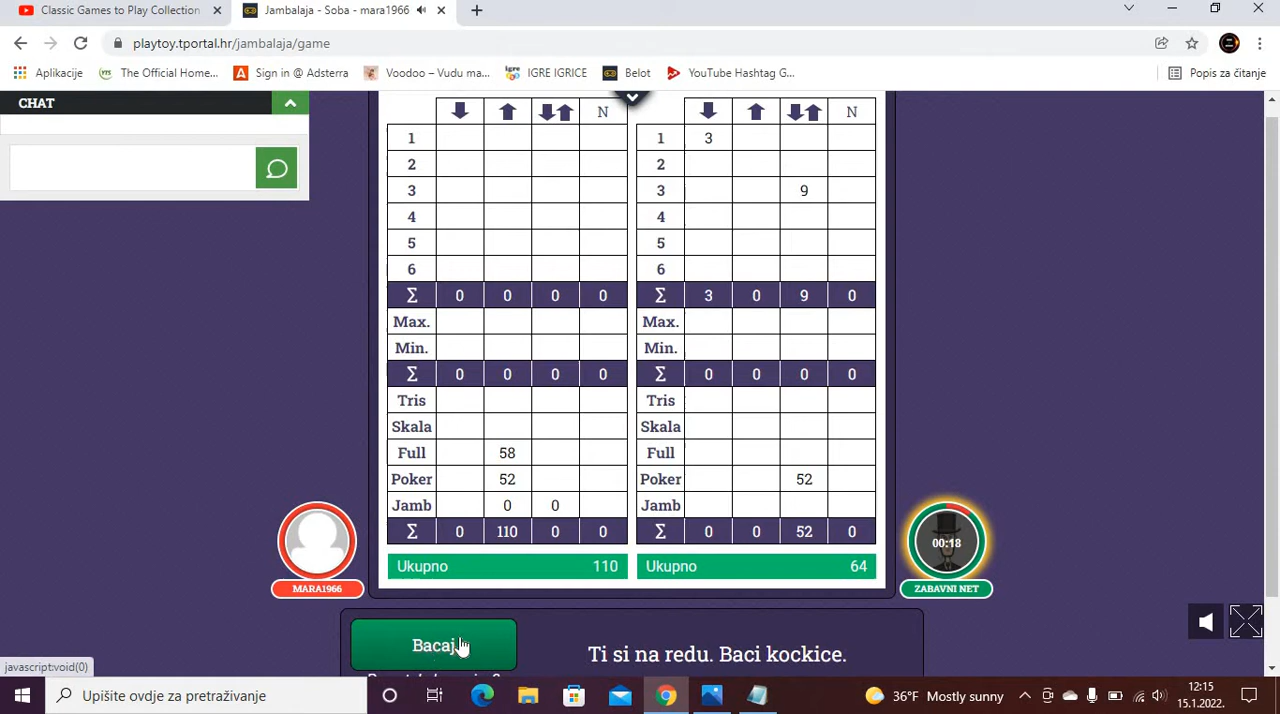 Classic Games to Play Collection
Jambalaja - Soba - mara1966
playtoy.tportal.hr/jambalaja/game
Aplikacije
The Official Home...
Sign in @ Adsterra
Voodoo – Vudu ma...
IGRE IGRICE
Belot
YouTube Hashtag G...
Popis za čitanje
CHAT
N N
1 1 3
2 2
3 3 9
4 4
5 5
6 6
Σ 0 0 0 0 Σ 3 0 9 0
Max. Max.
Min. Min.
Σ 0 0 0 0 Σ 0 0 0 0
Tris Tris
Skala Skala
Full 58 Full
Poker 52 Poker 52
Jamb 0 0 Jamb
Σ 0 110 0 0 Σ 0 0 52 0
Ukupno 110 Ukupno 64
00:18
MARA1966
ZABAVNI NET
Bacaj
Ti si na redu. Baci kockice.
javascript:void(0)
Upišite ovdje za pretraživanje
36°F Mostly sunny
12:15
15.1.2022.